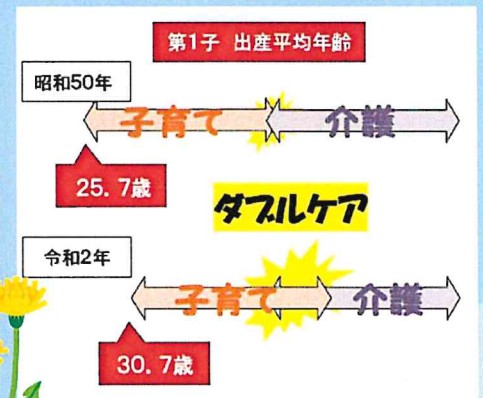 第1子 出産平均年齢
昭和50年
子育て 介護
25.7歳
ダブルケア
令和2年
子育て 介護
30.7歳